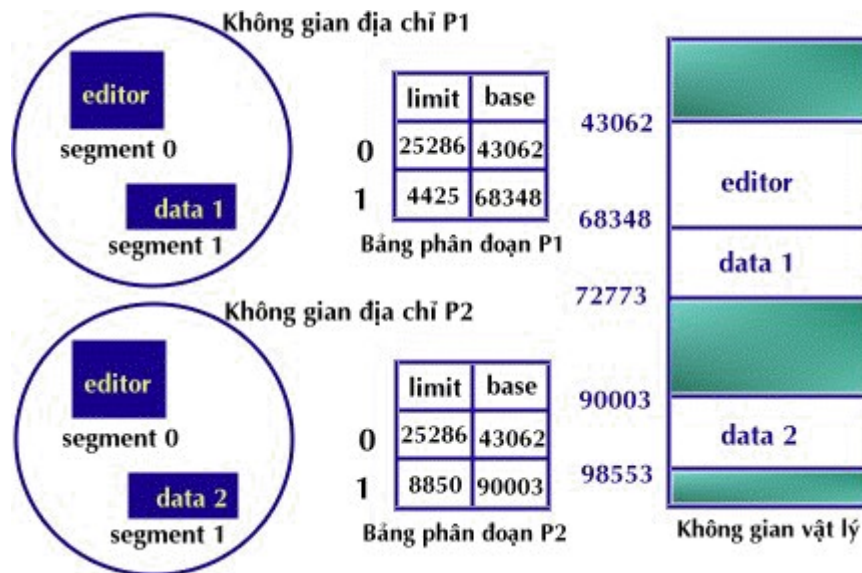 Không gian địa chỉ P1
editor
segment 0
data 1
segment 1
limit base
0 25286 43062
1 4425 68348
Bảng phân đoạn P1
Không gian địa chỉ P2
editor
segment 0
data 2
segment 1
limit base
0 25286 43062
1 8850 90003
Bảng phân đoạn P2
43062
editor
68348
data 1
72773
90003
data 2
98553
Không gian vật lý